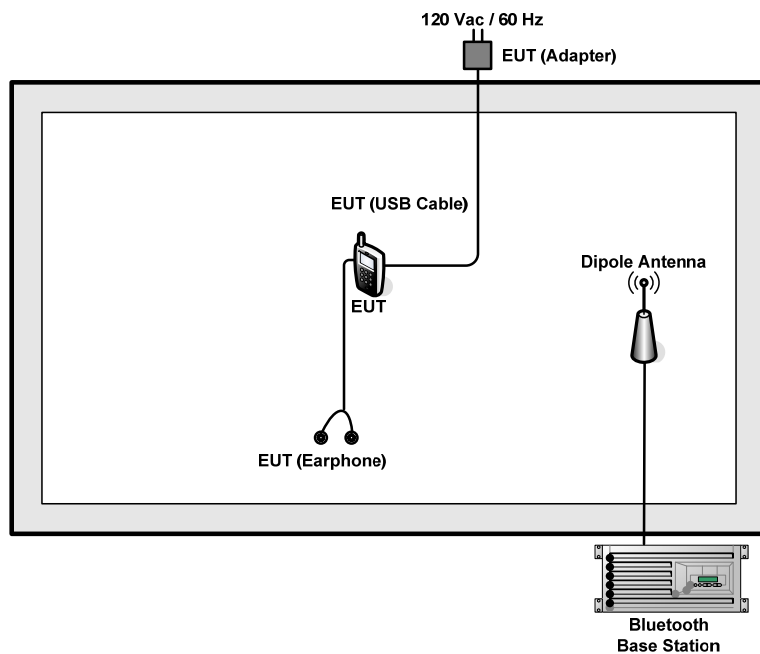 120 Vac / 60 Hz
EUT (Adapter)
EUT (USB Cable)
Dipole Antenna
EUT
EUT (Earphone)
Bluetooth
Base Station